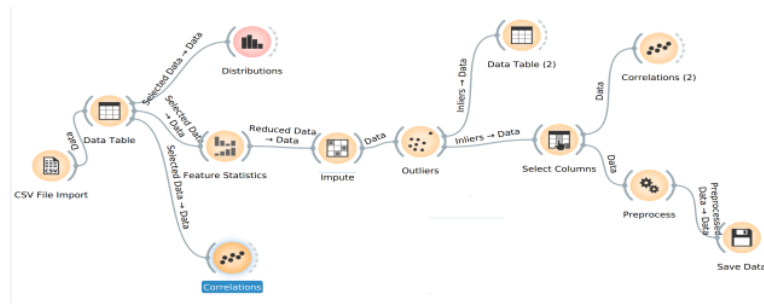 Selected Data → Data
Distributions
Data Table (2)
Inliers → Data
Correlations (2)
Data
Data
Data Table
Selected Data
→ Data
Feature Statistics
Reduced Data
→ Data
Impute
Data
Outliers
Inliers → Data
Select Columns
Data
CSV File Import
Selected Data → Data
Preprocess
Preprocessed
Data → Data
Save Data
Correlations